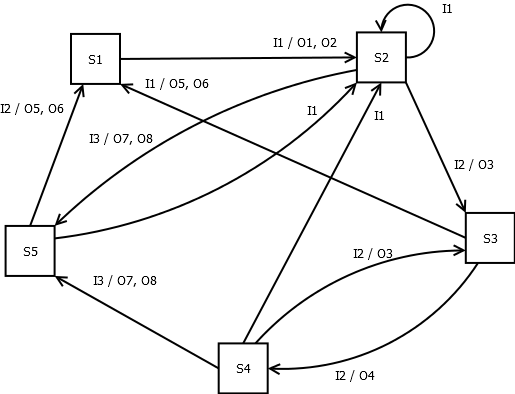 I1
I1 / O1, O2
S1
S2
I1 / O5, O6
I2 / O5, O6
I1
I1
I3 / O7, O8
I2 / O3
S3
S5
I2 / O3
I3 / O7, O8
S4
I2 / O4